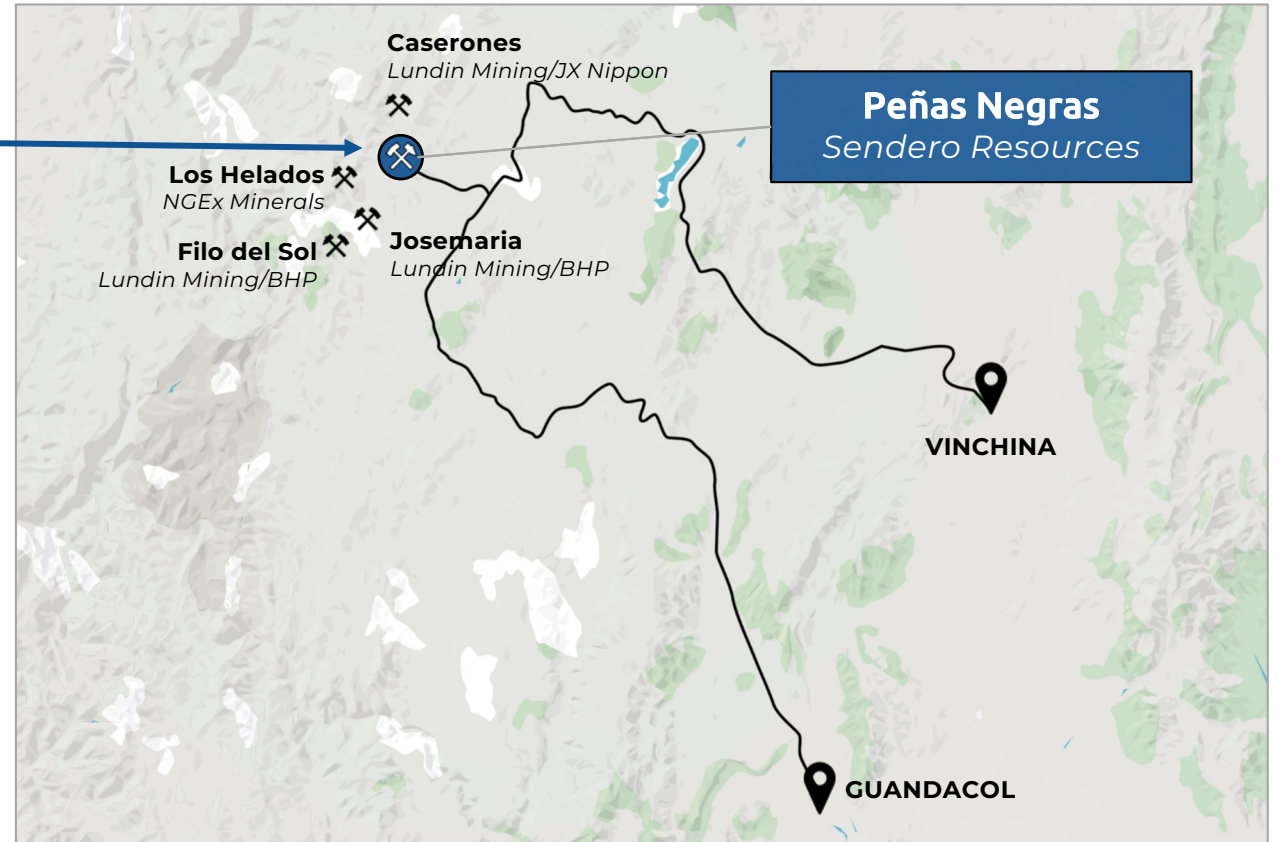 Caserones
Lundin Mining/JX Nippon
Peñas Negras
Sendero Resources
Los Helados
NGEx Minerals
Filo del Sol
Lundin Mining/BHP
Josemaria
Lundin Mining/BHP
VINCHINA
GUANDACOL